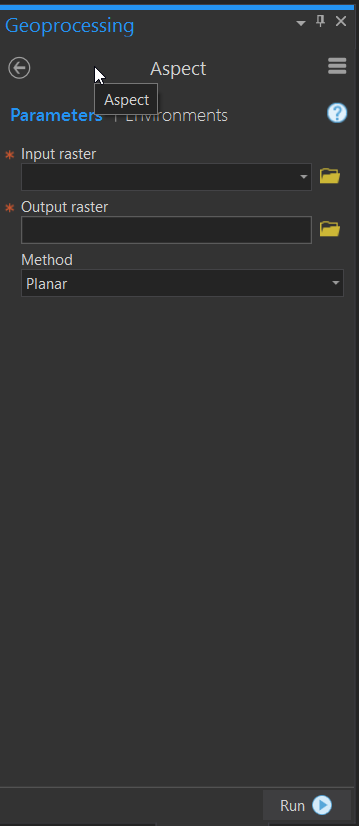 Geoprocessing
Aspect
Aspect
Parameters | Environments
?
* Input raster
* Output raster
Method
Planar
Run